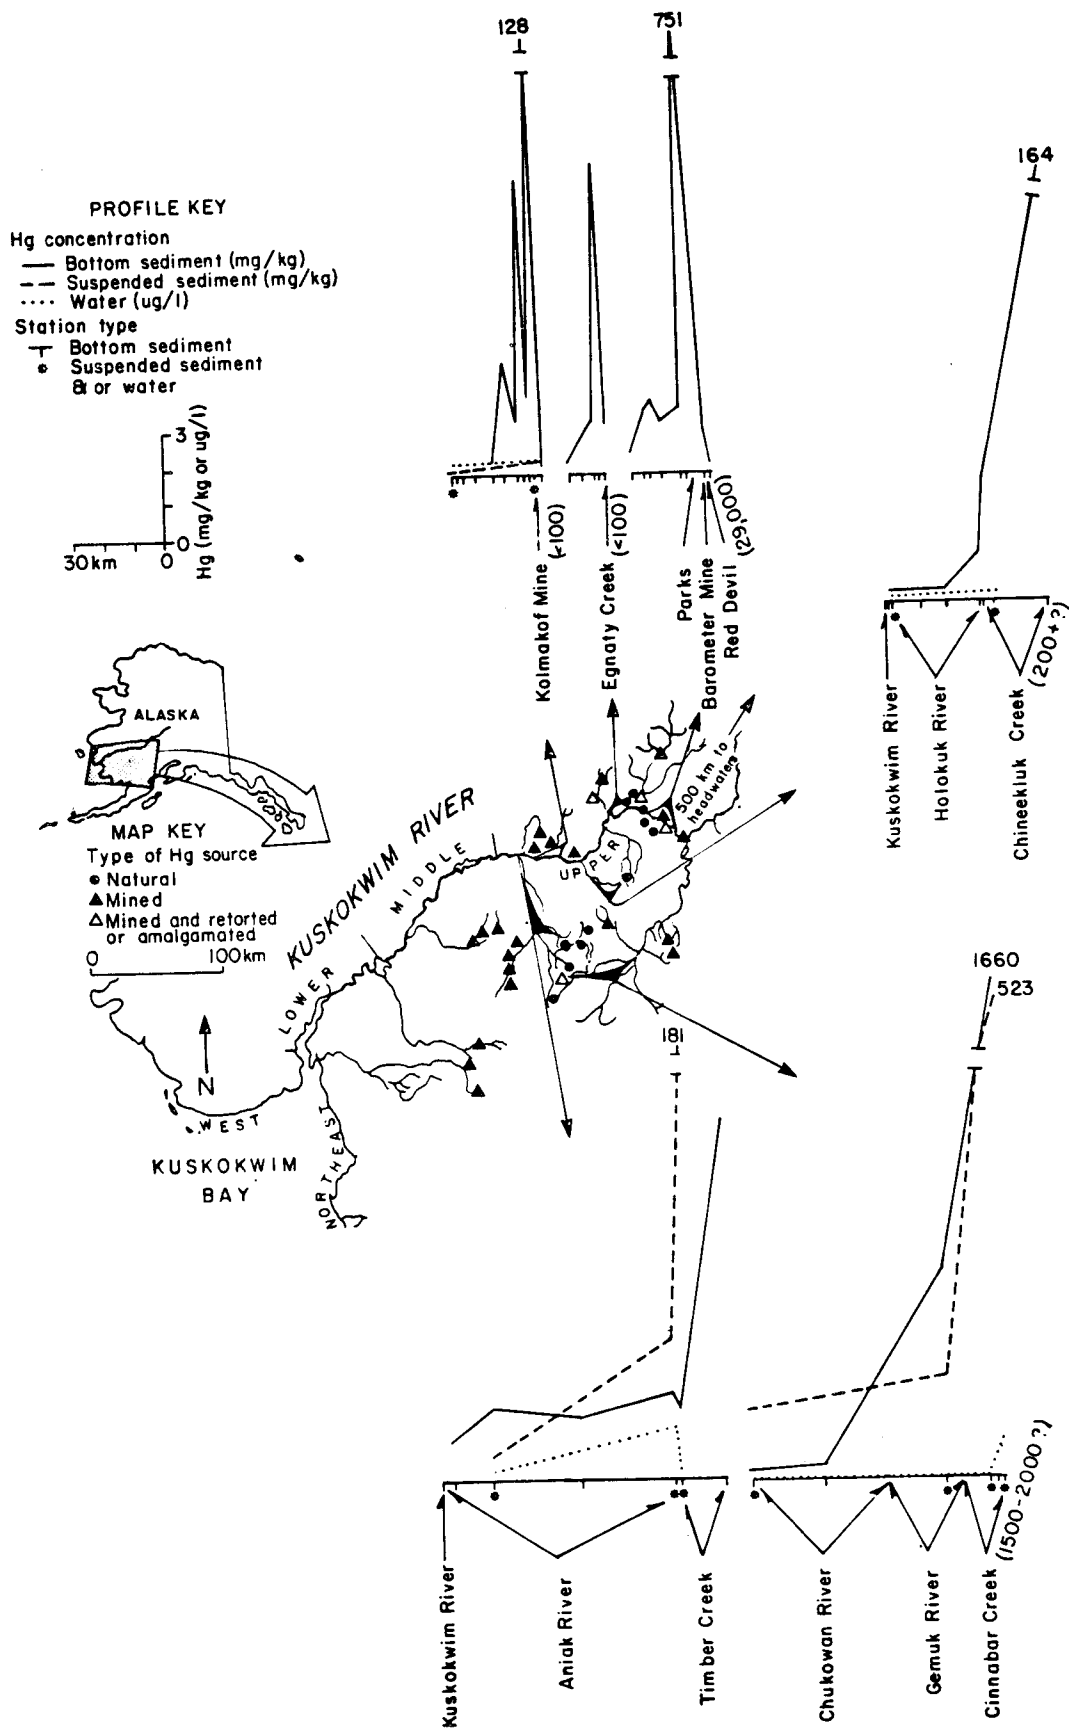 128
751
164
PROFILE KEY
Hg concentration
Bottom sediment (mg/kg)
Suspended sediment (mg/kg)
Water (ug/l)
Station type
Bottom sediment
Suspended sediment
& or water
3
0
Hg (mg/kg or ug/l)
30 km
0
Kolmakof Mine
(<100)
Egnaty Creek
(<100)
Parks
Barometer Mine
Red Devil
(29,000)
Kuskokwim River
Holokuk River
Chineekluk Creek
(200+?)
ALASKA
MAP KEY
Type of Hg source
Natural
Mined
Mined and retorted
or amalgamated
0
100km
KUSKOKWIM RIVER
LOWER
MIDDLE
UPPER
500 km to
headwaters
N
WEST
NORTHEAST
KUSKOKWIM
BAY
181
1660
523
Kuskokwim River
Aniak River
Timber Creek
Chukowan River
Gemuk River
Cinnabar Creek
(1500-2000?)